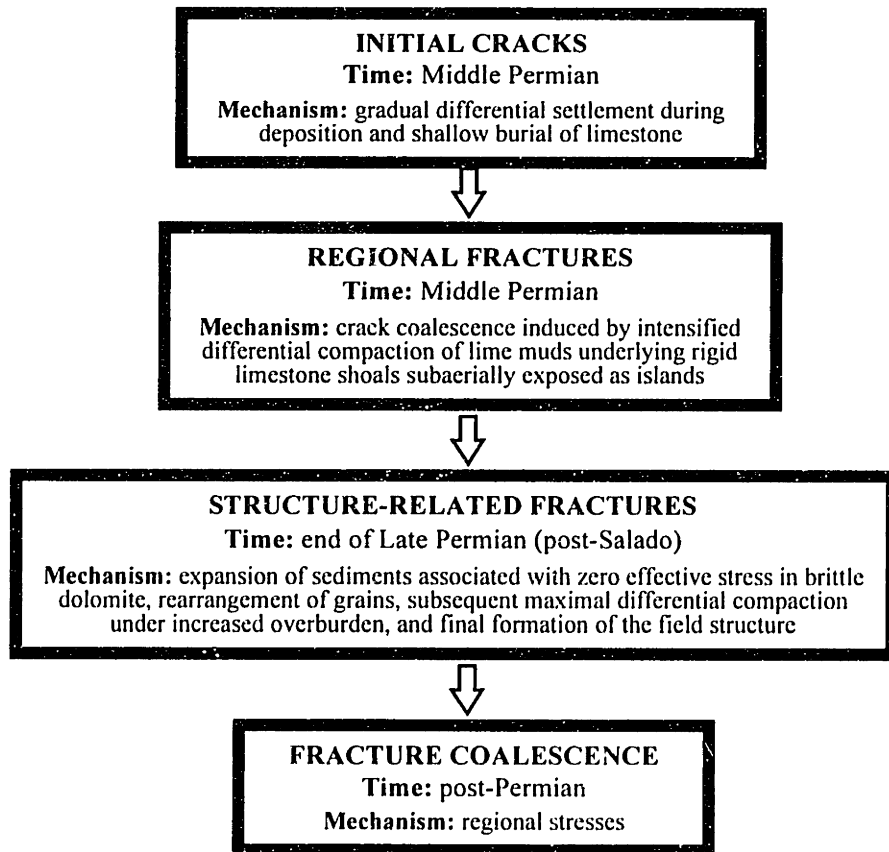 INITIAL CRACKS
Time: Middle Permian
Mechanism: gradual differential settlement during
deposition and shallow burial of limestone
REGIONAL FRACTURES
Time: Middle Permian
Mechanism: crack coalescence induced by intensified
differential compaction of lime muds underlying rigid
limestone shoals subaerially exposed as islands
STRUCTURE-RELATED FRACTURES
Time: end of Late Permian (post-Salado)
Mechanism: expansion of sediments associated with zero effective stress in brittle
dolomite, rearrangement of grains, subsequent maximal differential compaction
under increased overburden, and final formation of the field structure
FRACTURE COALESCENCE
Time: post-Permian
Mechanism: regional stresses